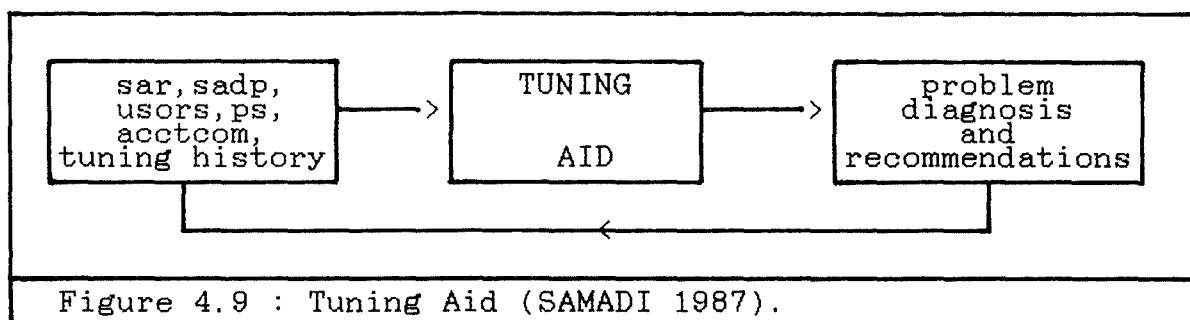 sar,sadp,
usors,ps,
acctcom,
tuning history
TUNING
AID
problem
diagnosis
and
recommendations
Figure 4.9 : Tuning Aid (SAMADI 1987).